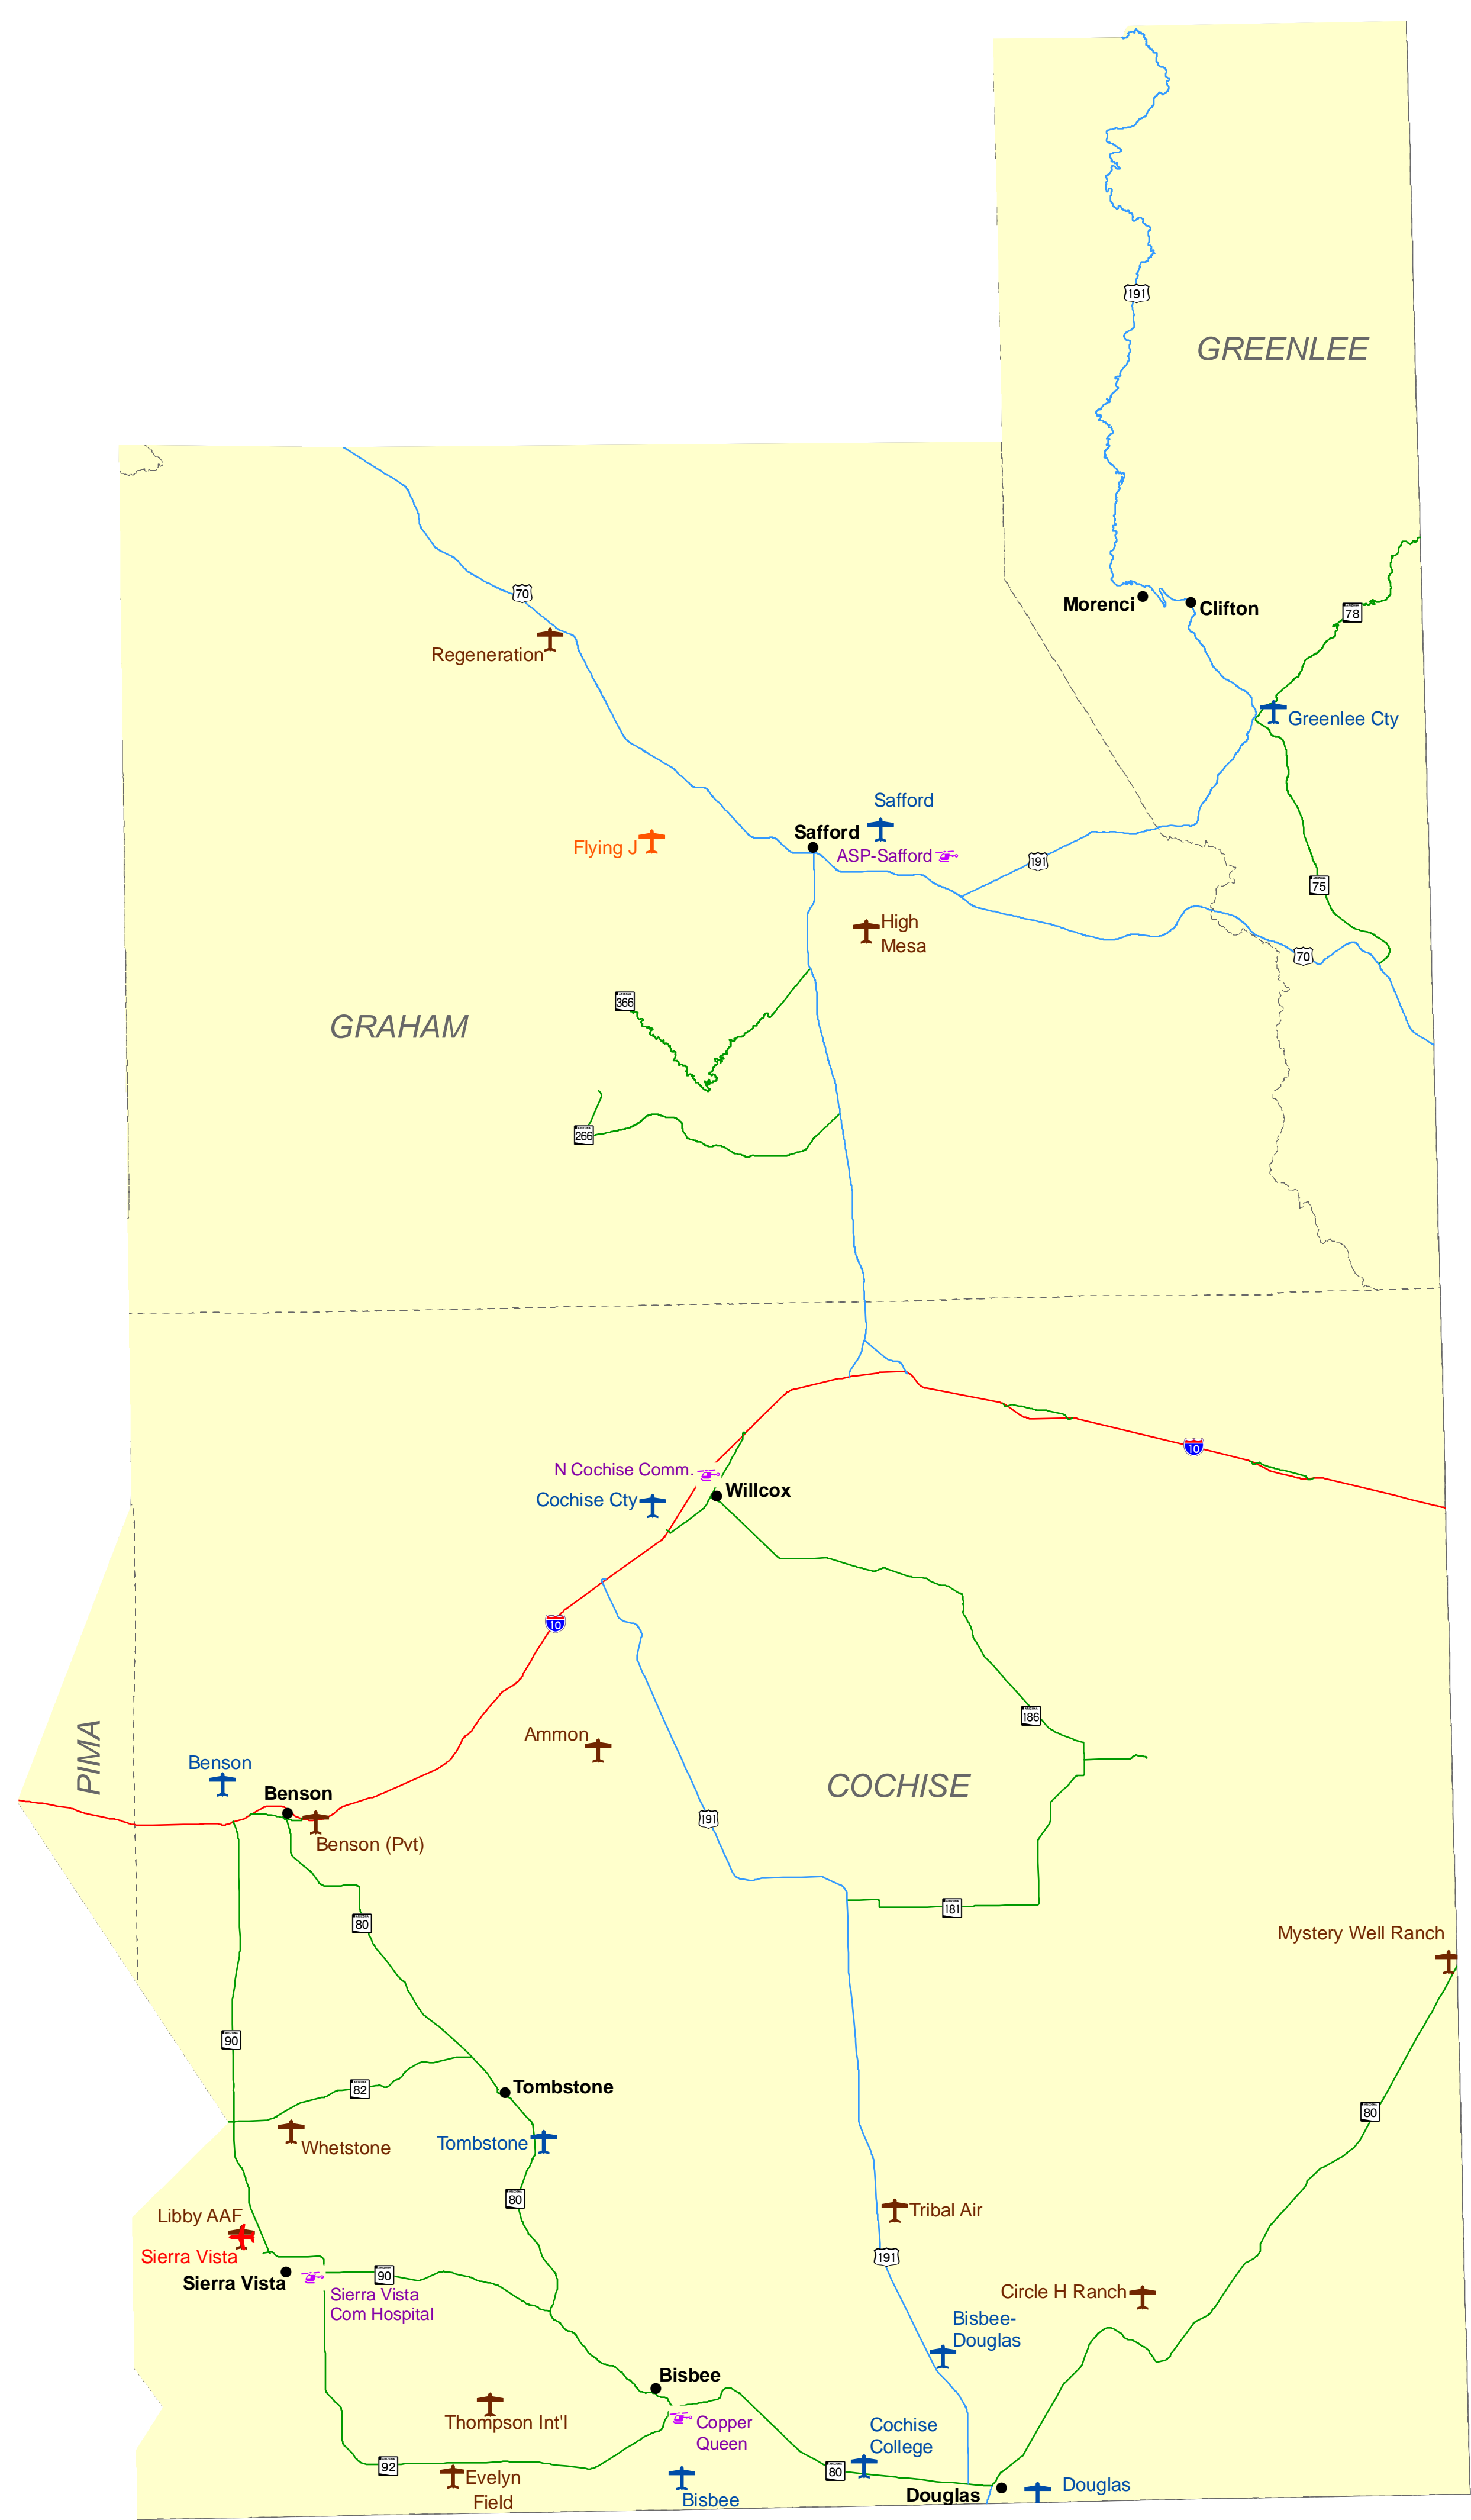 191
GREENLEE
70
Morenci
Clifton
78
Regeneration
Greenlee Cty
Safford
Safford
Flying J
ASP-Safford
191
75
High
Mesa
70
366
GRAHAM
266
10
N Cochise Comm.
Willcox
Cochise Cty
10
186
Ammon
PIMA
Benson
COCHISE
Benson
191
Benson (Pvt)
181
80
Mystery Well Ranch
90
82
Tombstone
80
Whetstone
Tombstone
80
Libby AAF
Tribal Air
Sierra Vista
191
Sierra Vista
90
Sierra Vista
Com Hospital
Circle H Ranch
Bisbee-
Douglas
Bisbee
Thompson Int'l
Copper
Queen
Cochise
College
92
80
Evelyn
Field
Bisbee
Douglas
Douglas